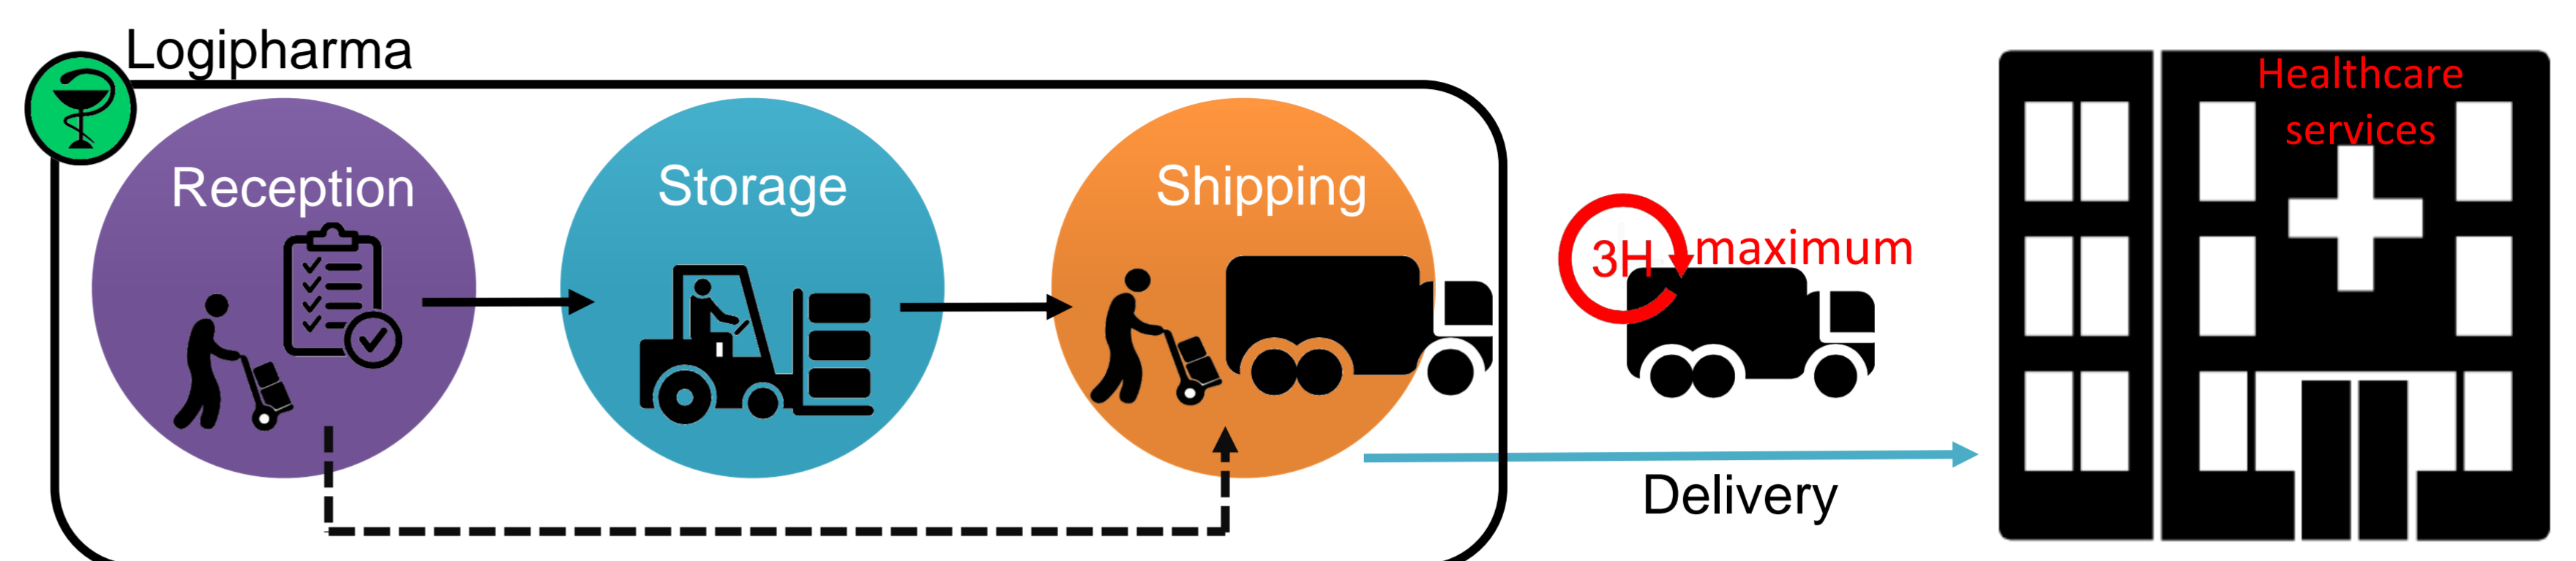 Logipharma
Reception
Storage
Shipping
3H maximum
Delivery
Healthcare
services